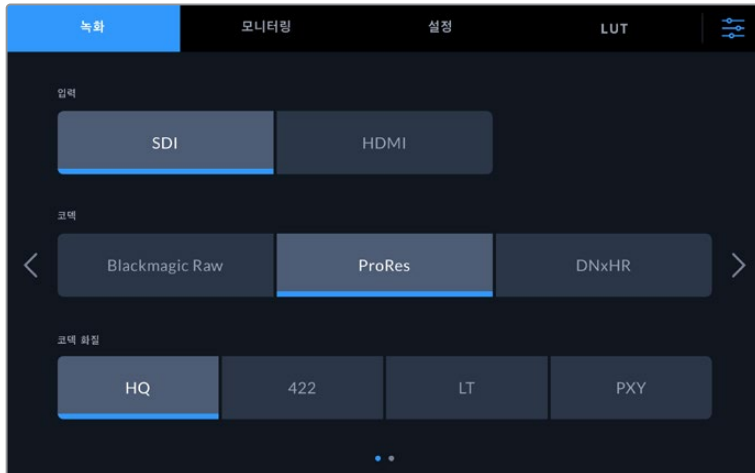 녹화 모니터링 설정 LUT
입력
SDI HDMI
코덱
Blackmagic Raw ProRes DNxHR
코덱 화질
HQ 422 LT PXY